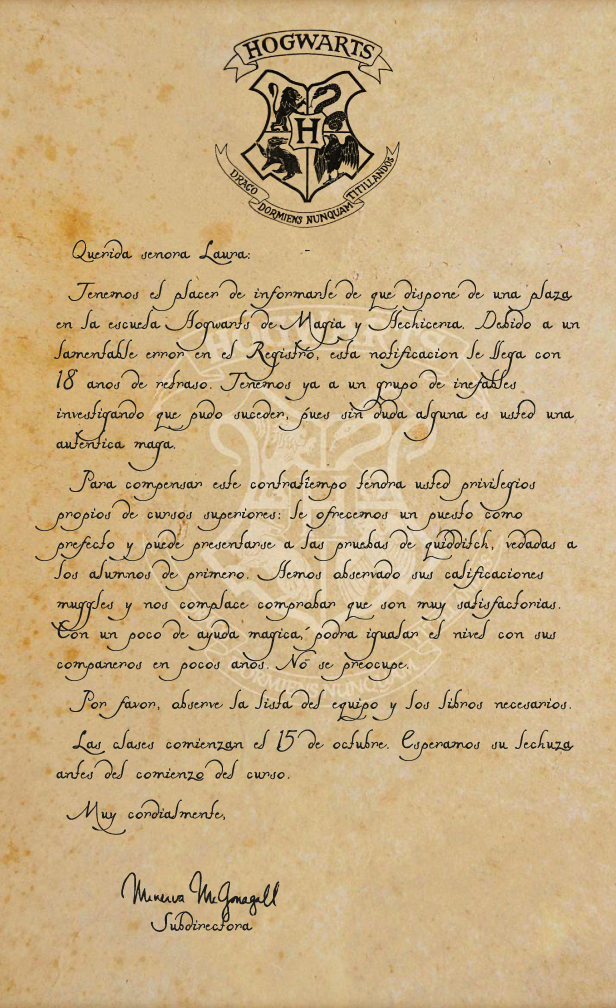 HOGWARTS
H
DRACO DORMIENS NUNQUAM TITILLANDUS
Querida senora Laura:
Tenemos el placer de informarle de que dispone de una plaza
en la escuela Hogwarts de Magia y Hechiceria. Debido a un
lamentable error en el Registro, esta notificacion le llega con
18 anos de retraso. Tenemos ya a un grupo de inefables
investigando que pudo suceder, pues sin duda alguna es usted una
autentica maga.
Para compensar este contratiempo tendra usted privilegios
propios de cursos superiores: le ofrecemos un puesto como
prefecto y puede presentarse a las pruebas de quidditch, vedadas a
los alumnos de primero. Hemos observado sus calificaciones
muggles y nos complace comprobar que son muy satisfactorias.
Con un poco de ayuda magica, podra igualar el nivel con sus
companeros en pocos anos. No se preocupe.
Por favor, observe la lista del equipo y los libros necesarios.
Las clases comienzan el 15 de octubre. Esperamos su lechuza
antes del comienzo del curso.
Muy cordialmente,
Minerva McGonagall
Subdirectora